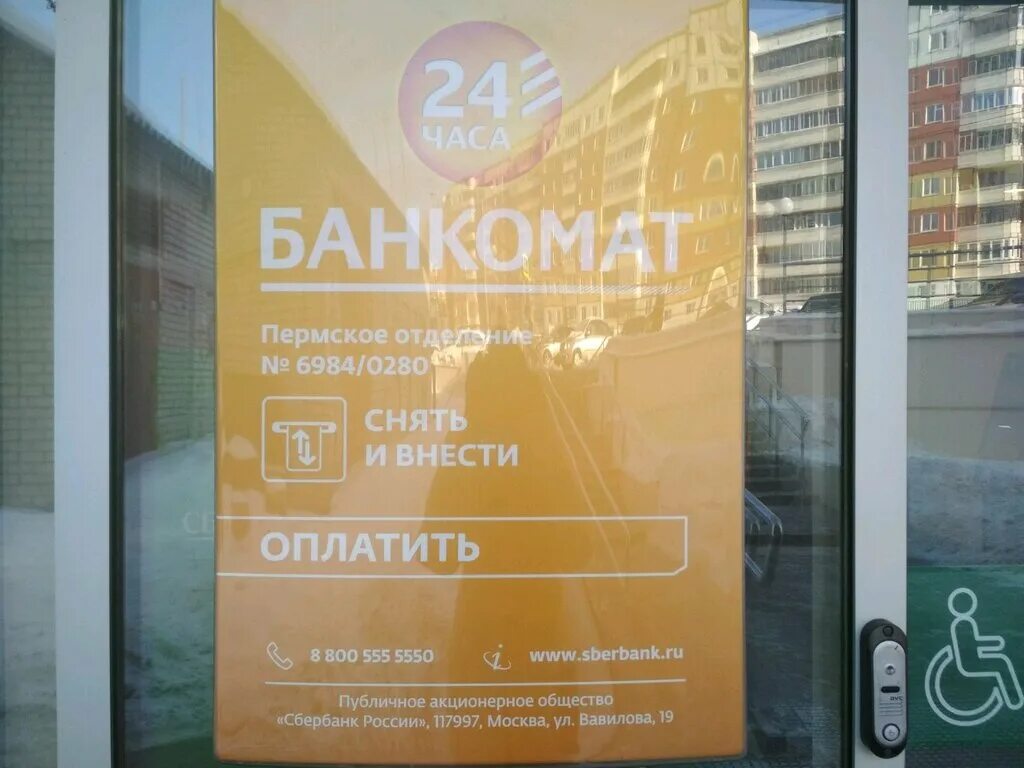 24
ЧАСА
БАНКОМАТ
Пермское отделение
№ 6984/0280
СНЯТЬ
И ВНЕСТИ
ОПЛАТИТЬ
8 800 555 5550
www.sberbank.ru
Публичное акционерное общество
«Сбербанк России», 117997, Москва, ул. Вавилова, 19